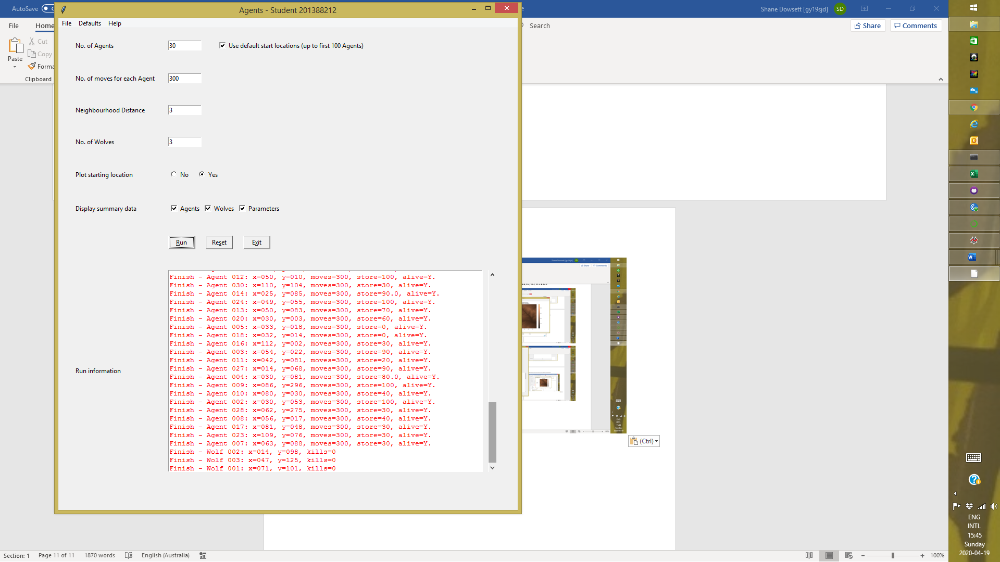 AutoSave
Agents - Student 201388212
Shane Dowsett [gy19sjd]
SD
File
Home
Search
Share
Comments
Cut
Copy
Paste
Forma
Clipboard
File Defaults Help
No. of Agents
30
Use default start locations (up to first 100 Agents)
No. of moves for each Agent
300
Neighbourhood Distance
3
No. of Wolves
3
Plot starting location
No
Yes
Display summary data
Agents
Wolves
Parameters
Run
Reset
Exit
Run information
Finish - Agent 012: x=050, y=010, moves=300, store=100, alive=Y.
Finish - Agent 030: x=110, y=104, moves=300, store=30, alive=Y.
Finish - Agent 014: x=025, y=085, moves=300, store=90.0, alive=Y.
Finish - Agent 024: x=049, y=055, moves=300, store=100, alive=Y.
Finish - Agent 013: x=050, y=083, moves=300, store=70, alive=Y.
Finish - Agent 020: x=030, y=003, moves=300, store=60, alive=Y.
Finish - Agent 005: x=033, y=018, moves=300, store=0, alive=Y.
Finish - Agent 018: x=032, y=014, moves=300, store=0, alive=Y.
Finish - Agent 016: x=112, y=002, moves=300, store=30, alive=Y.
Finish - Agent 003: x=054, y=022, moves=300, store=90, alive=Y.
Finish - Agent 011: x=042, y=081, moves=300, store=20, alive=Y.
Finish - Agent 027: x=014, y=068, moves=300, store=90, alive=Y.
Finish - Agent 004: x=030, y=081, moves=300, store=80.0, alive=Y.
Finish - Agent 009: x=086, y=296, moves=300, store=100, alive=Y.
Finish - Agent 010: x=080, y=030, moves=300, store=40, alive=Y.
Finish - Agent 002: x=030, y=053, moves=300, store=100, alive=Y.
Finish - Agent 028: x=062, y=275, moves=300, store=30, alive=Y.
Finish - Agent 008: x=056, y=017, moves=300, store=40, alive=Y.
Finish - Agent 017: x=081, y=048, moves=300, store=30, alive=Y.
Finish - Agent 023: x=109, y=076, moves=300, store=30, alive=Y.
Finish - Agent 007: x=063, y=088, moves=300, store=30, alive=Y.
Finish - Wolf 002: x=014, y=098, kills=0
Finish - Wolf 003: x=047, y=125, kills=0
Finish - Wolf 001: x=071, y=101, kills=0
(Ctrl)
ENG
INTL
15:45
Sunday
2020-04-19
Section: 1
Page 11 of 11
1870 words
English (Australia)
100%